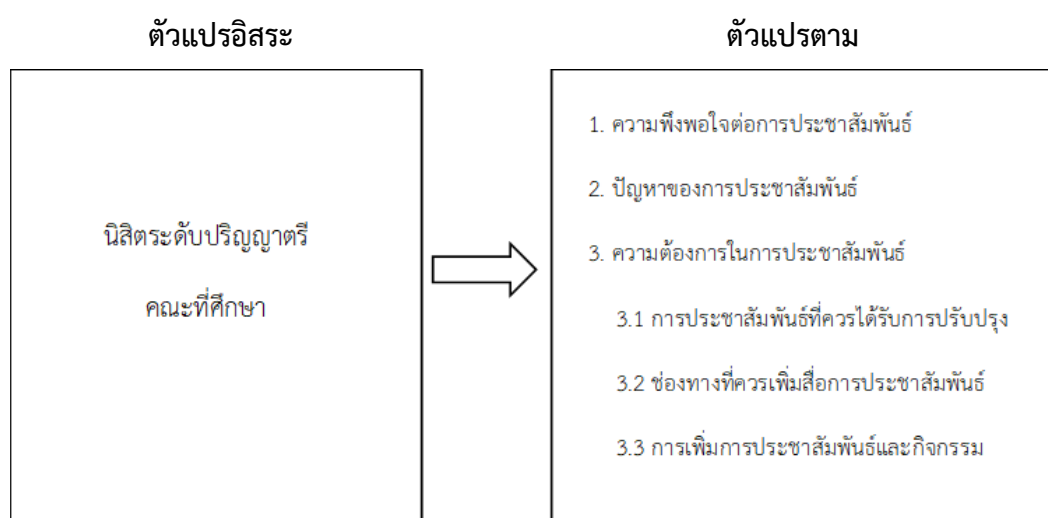 ตัวแปรอิสระ
นิสิตระดับปริญญาตรี
คณะที่ศึกษา
ตัวแปรตาม
1. ความพึงพอใจต่อการประชาสัมพันธ์
2. ปัญหาของการประชาสัมพันธ์
3. ความต้องการในการประชาสัมพันธ์
3.1 การประชาสัมพันธ์ที่ควรได้รับการปรับปรุง
3.2 ช่องทางที่ควรเพิ่มสื่อการประชาสัมพันธ์
3.3 การเพิ่มการประชาสัมพันธ์และกิจกรรม